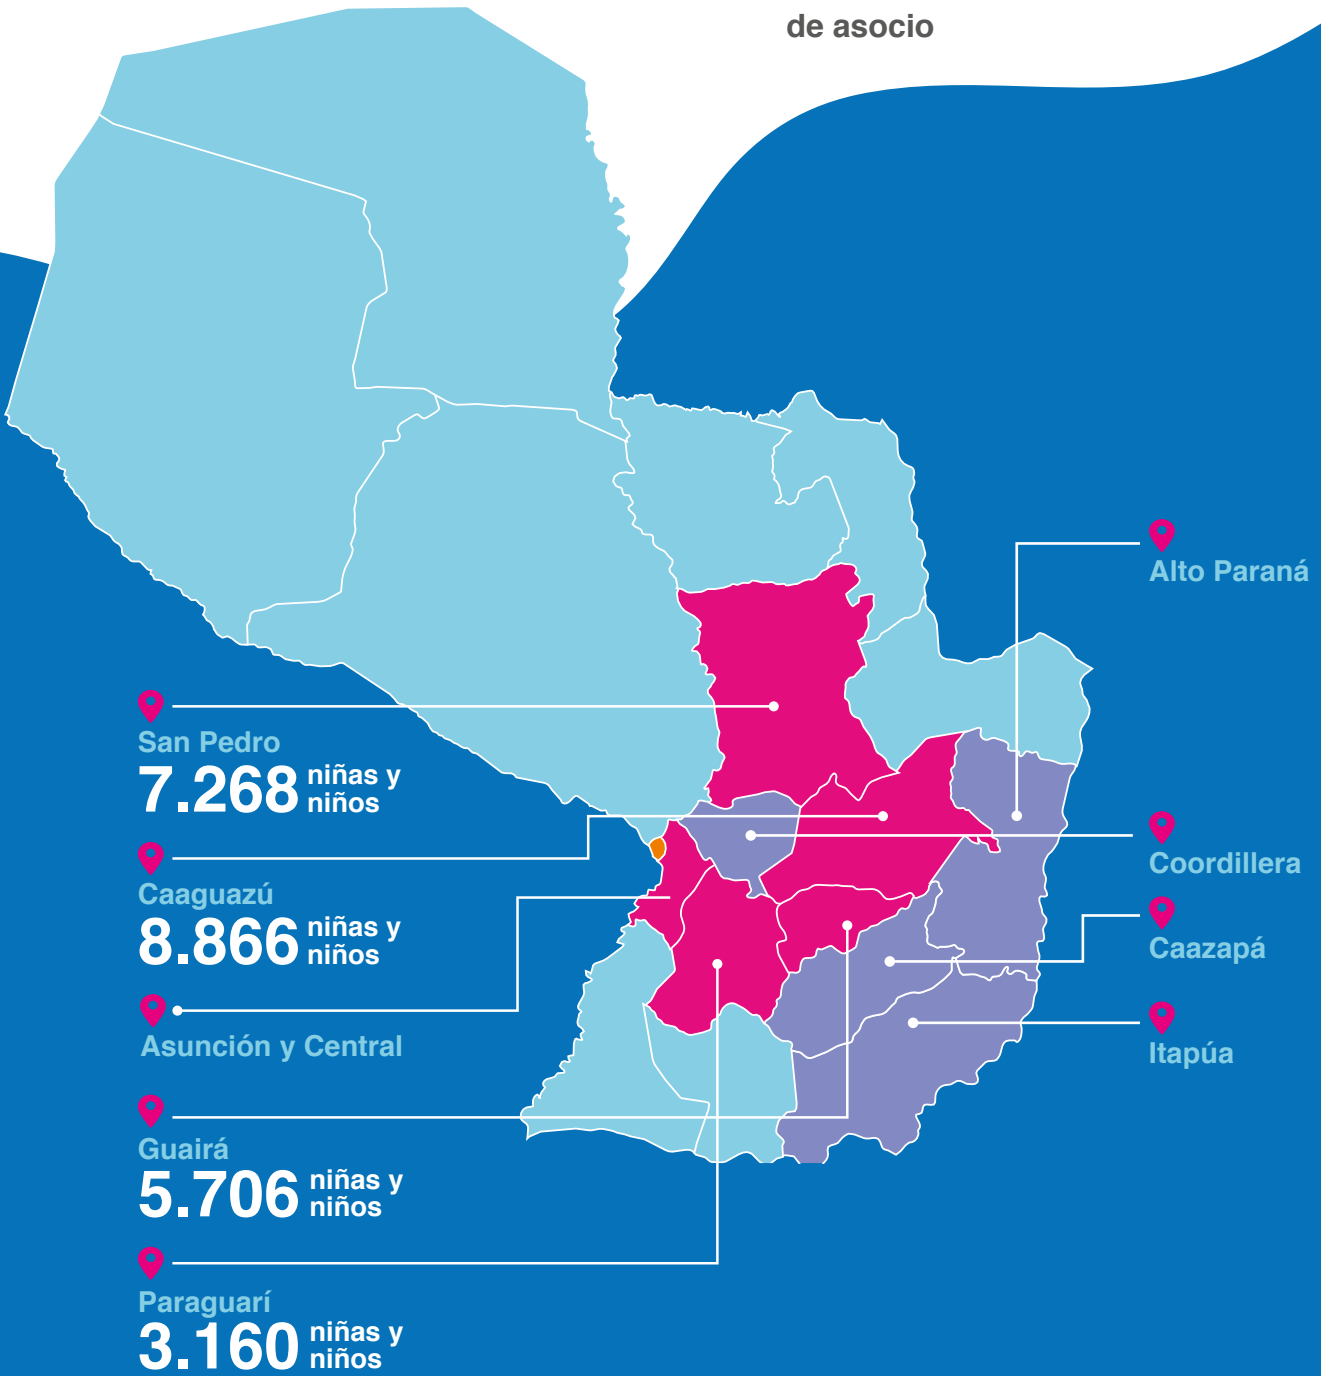 de asocio
Alto Paraná
San Pedro
7.268 niñas y
niños
Coordillera
Caaguazú
8.866 niñas y
niños
Caazapá
Asunción y Central
Itapúa
Guairá
5.706 niñas y
niños
Paraguarí
3.160 niñas y
niños